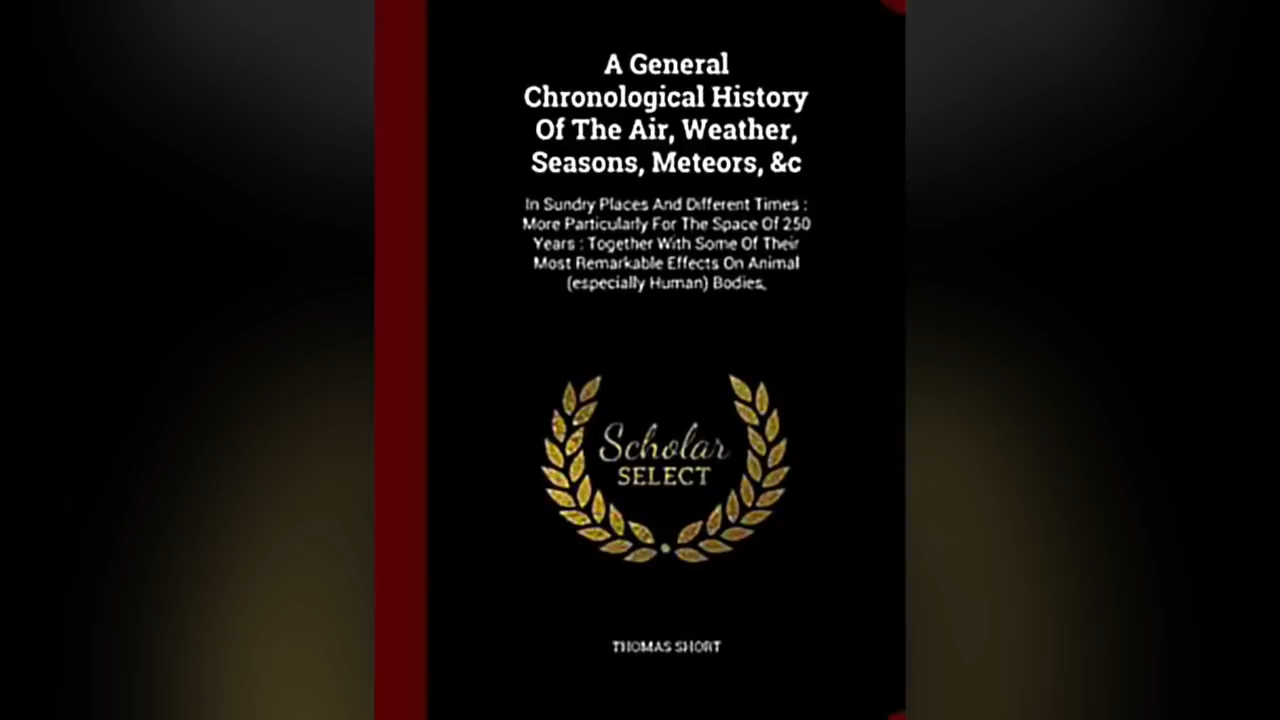 A General
Chronological History
Of The Air, Weather,
Seasons, Meteors, &c
In Sundry Places And Different Times :
More Particularly For The Space Of 250
Years : Together With Some Of Their
Most Remarkable Effects On Animal
(especially Human) Bodies,
Scholar
SELECT
THOMAS SHORT